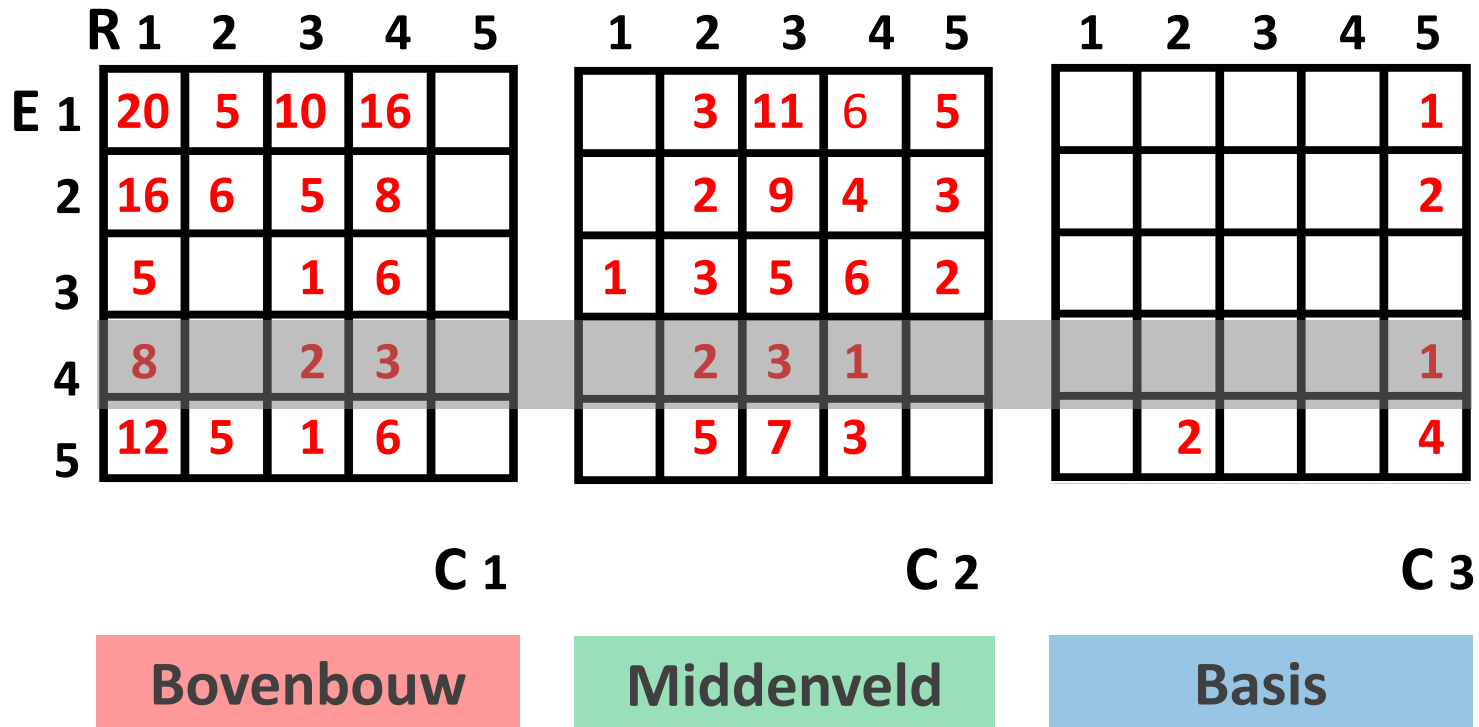 R 1 2 3 4 5 1 2 3 4 5 1 2 3 4 5
E 1 20 5 10 16 3 11 6 5 1
2 16 6 5 8 2 9 4 3 2
3 5 1 6 1 3 5 6 2
4 8 2 3 2 3 1 1
5 12 5 1 6 5 7 3 2 4
C 1 C 2 C 3
Bovenbouw Middenveld Basis